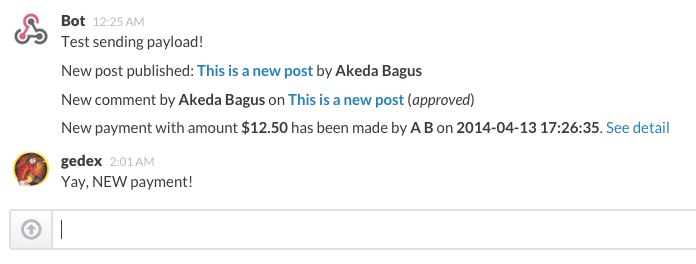 Bot 12:25 AM
Test sending payload!
New post published: This is a new post by Akeda Bagus
New comment by Akeda Bagus on This is a new post (approved)
New payment with amount $12.50 has been made by A B on 2014-04-13 17:26:35. See detail
gedex 2:01 AM
Yay, NEW payment!